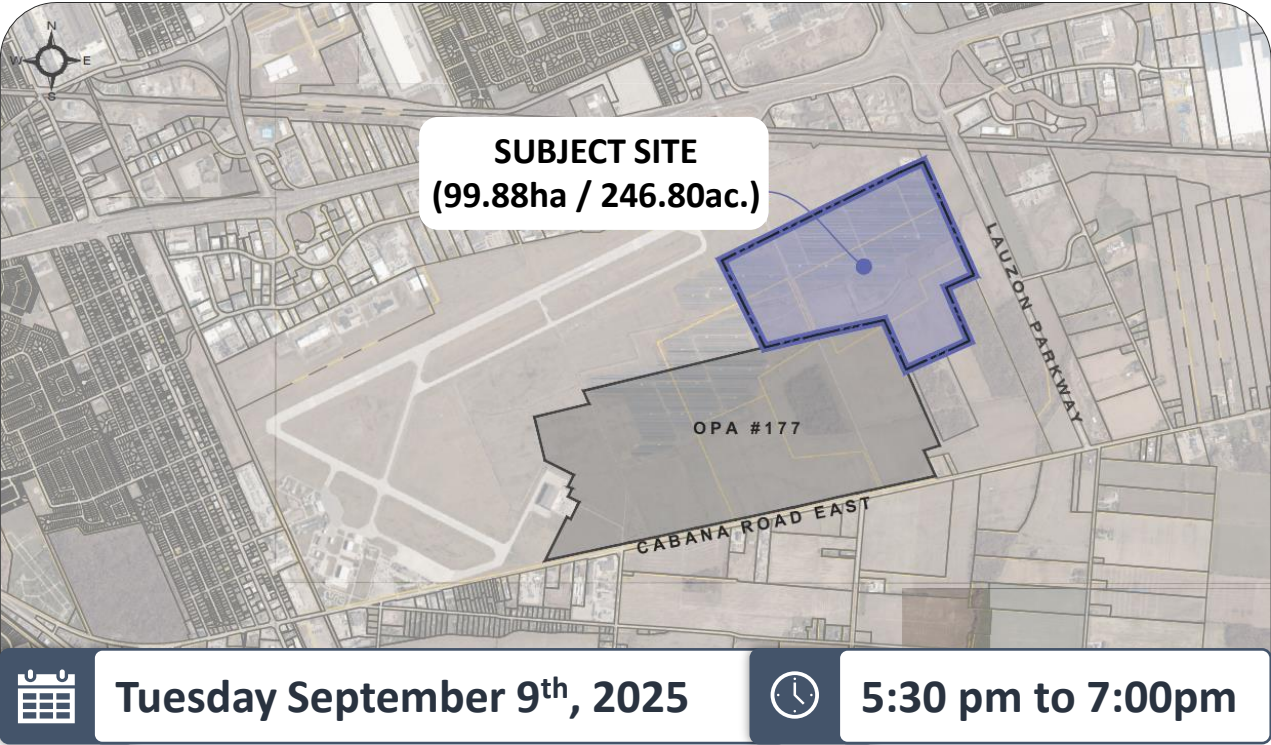 N
W E
S
SUBJECT SITE
(99.88ha / 246.80ac.)
LAUZON PARKWAY
OPA #177
CABANA ROAD EAST
Tuesday September 9th, 2025
5:30 pm to 7:00pm